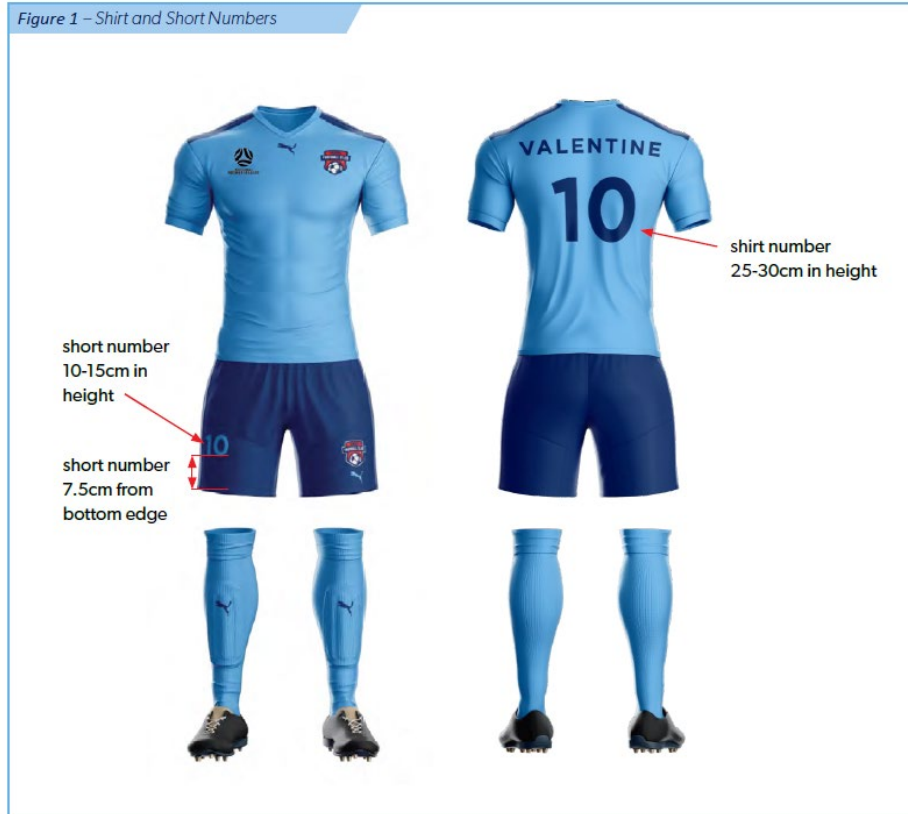 Figure 1 – Shirt and Short Numbers
VALENTINE
10
shirt number
25-30cm in height
short number
10-15cm in
height
10
short number
7.5cm from
bottom edge